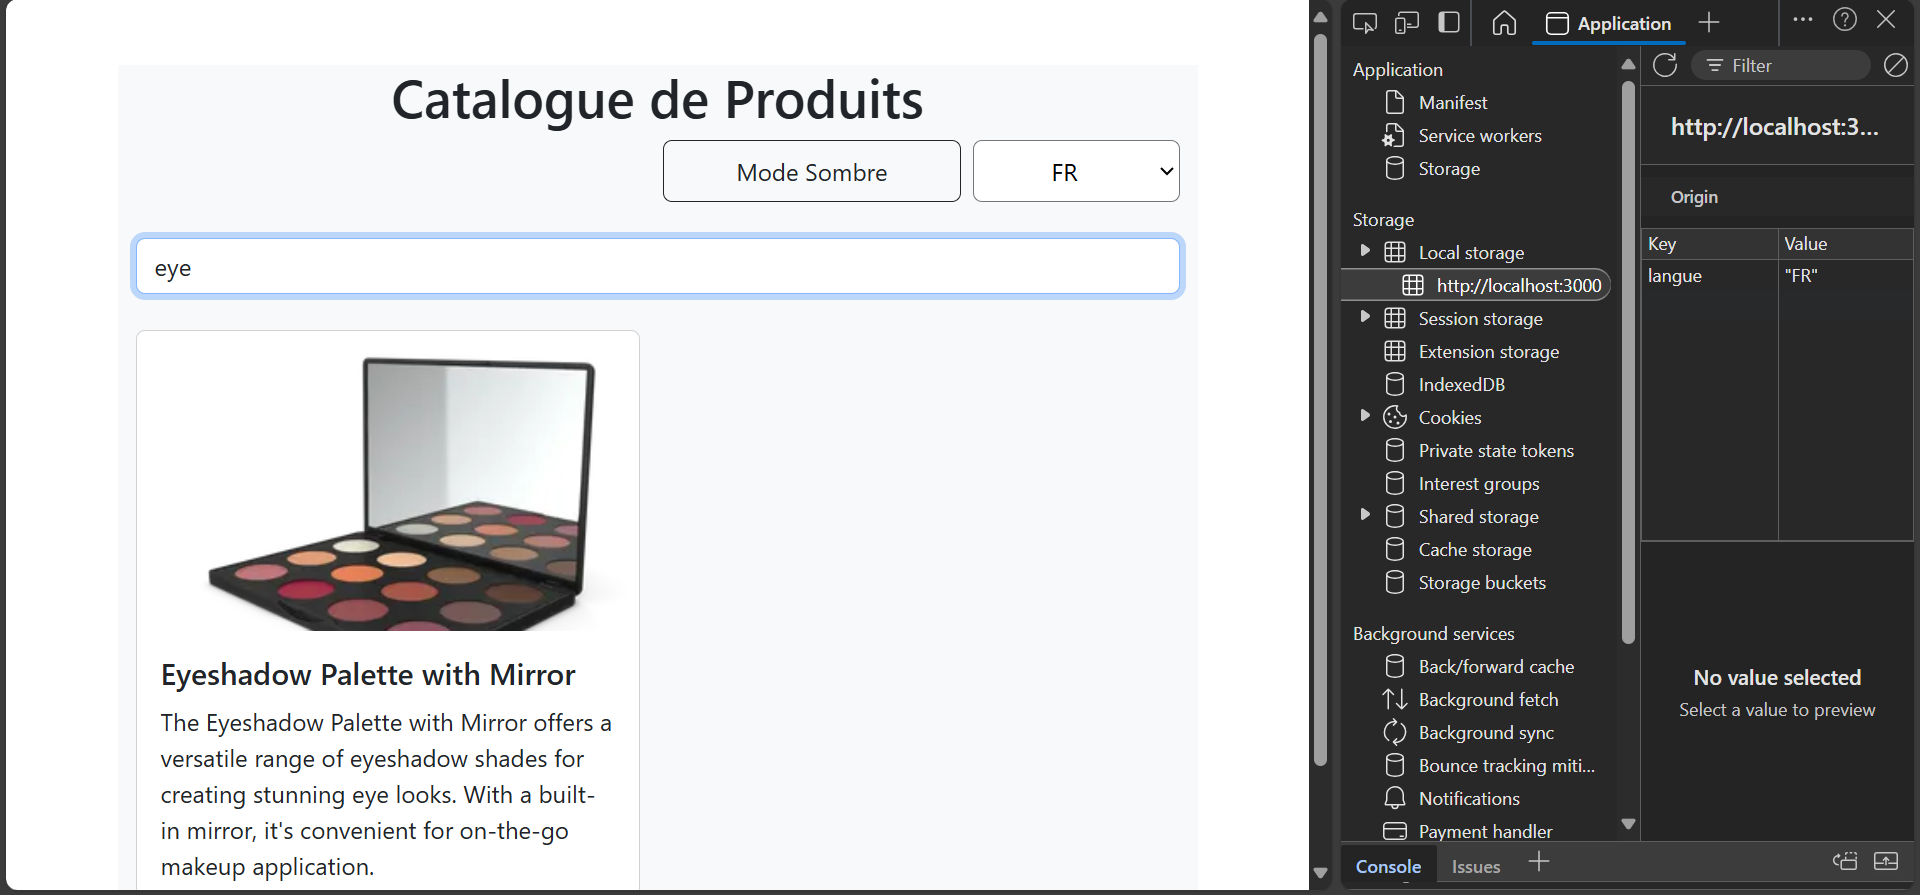 Catalogue de Produits
Mode Sombre
FR
eye
Eyeshadow Palette with Mirror
The Eyeshadow Palette with Mirror offers a
versatile range of eyeshadow shades for
creating stunning eye looks. With a built-
in mirror, it's convenient for on-the-go
makeup application.
Application
Application
Manifest
Service workers
Storage
Storage
Local storage
http://localhost:3000
Session storage
Extension storage
IndexedDB
Cookies
Private state tokens
Interest groups
Shared storage
Cache storage
Storage buckets
Background services
Back/forward cache
Background fetch
Background sync
Bounce tracking miti...
Notifications
Payment handler
Filter
http://localhost:3...
Origin
Key Value
langue "FR"
No value selected
Select a value to preview
Console Issues